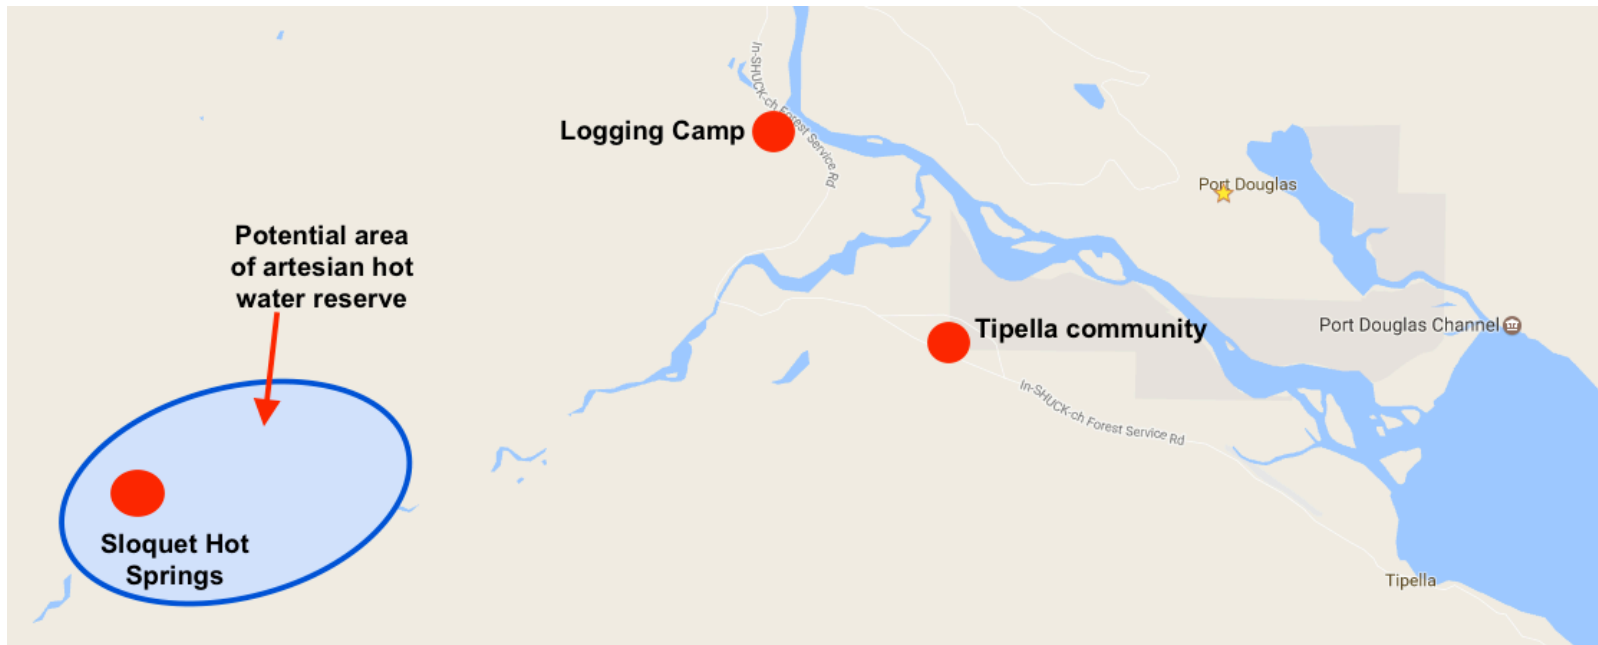 In-SHUCK-ch Forest Service Rd
Logging Camp
Port Douglas
Potential area
of artesian hot
water reserve
Tipella community
Port Douglas Channel
In-SHUCK-ch Forest Service Rd
Sloquet Hot
Springs
Tipella